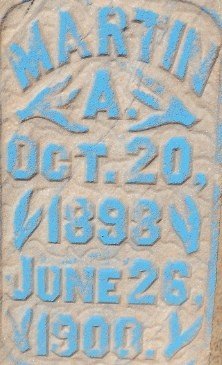 MARTIN
A.
OCT. 20,
1898
JUNE 26,
1900.